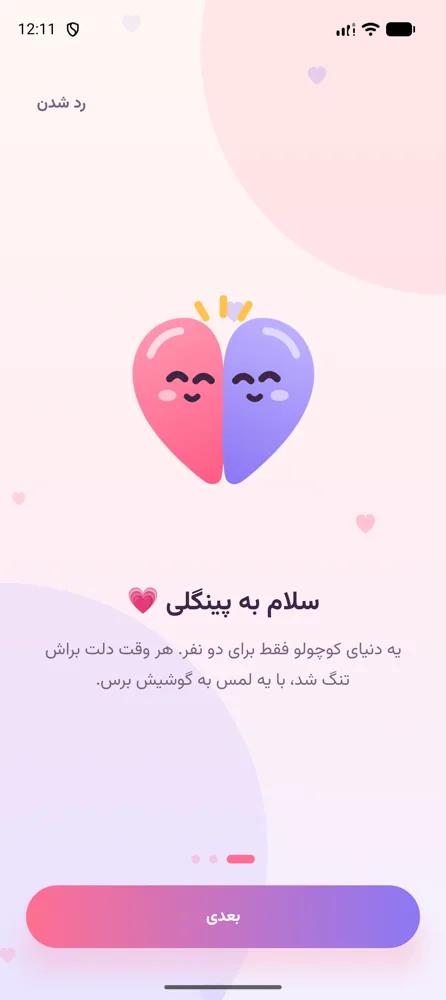 12:11
رد شدن
سلام به پینگلی 💗
یه دنیای کوچولو فقط برای دو نفر. هر وقت دلت براش
تنگ شد، با یه لمس به گوشیش برس.
بعدی